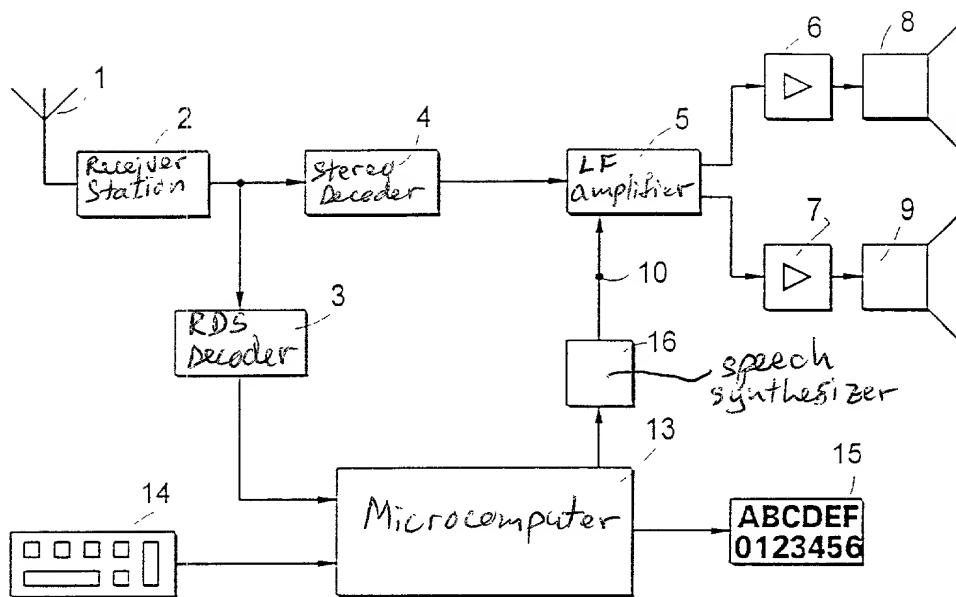 1
2
4
5
6
8
Receiver
Station
Stereo
Decoder
LF
amplifier
7
9
10
3
RDS
Decoder
16
speech
synthesizer
13
14
Microcomputer
15
ABCDEF
0123456